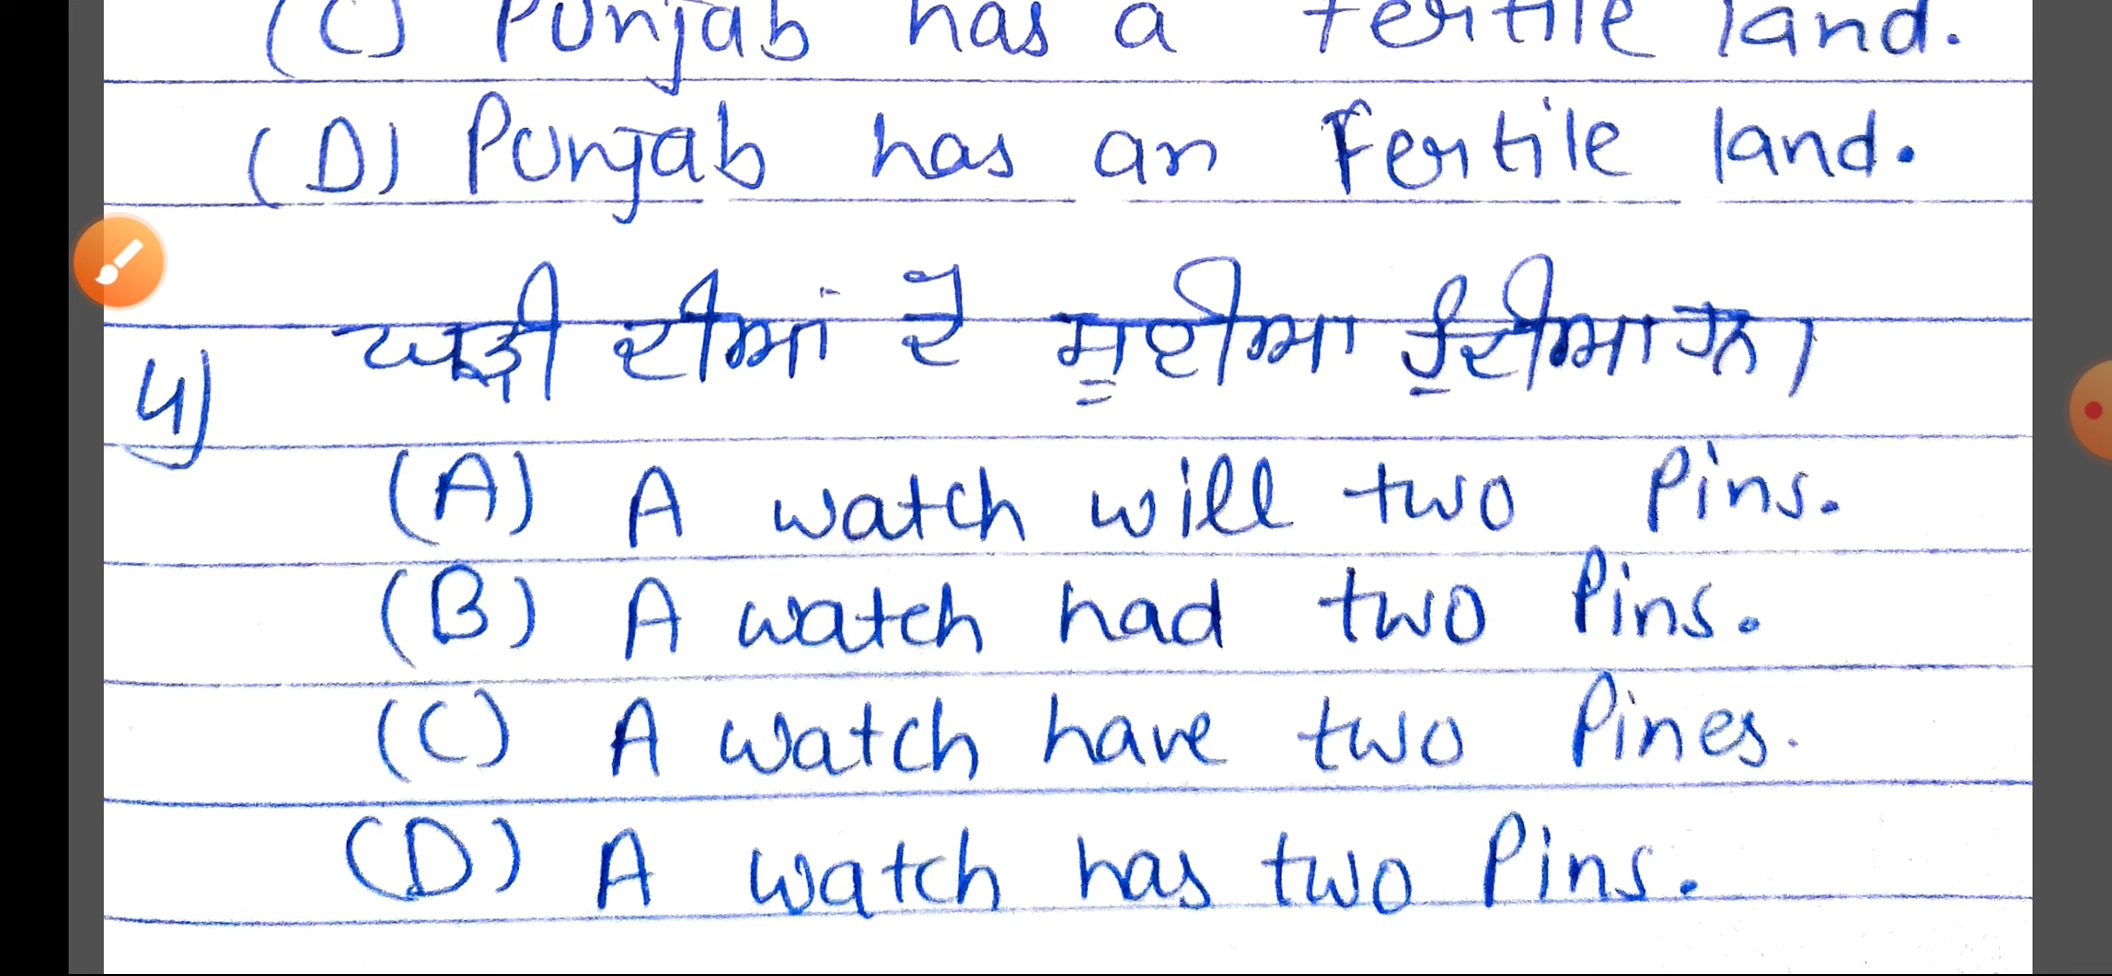 (C) Punjab has a fertile land.
(D) Punjab has an Fertile land.
ਘੜੀ ਦੀਆਂ ਦੋ ਸੂਈਆ ਹੁੰਦੀਆ ਹਨ।
4)
(A) A watch will two Pins.
(B) A watch had two Pins.
(C) A watch have two Pines.
(D) A watch has two Pins.